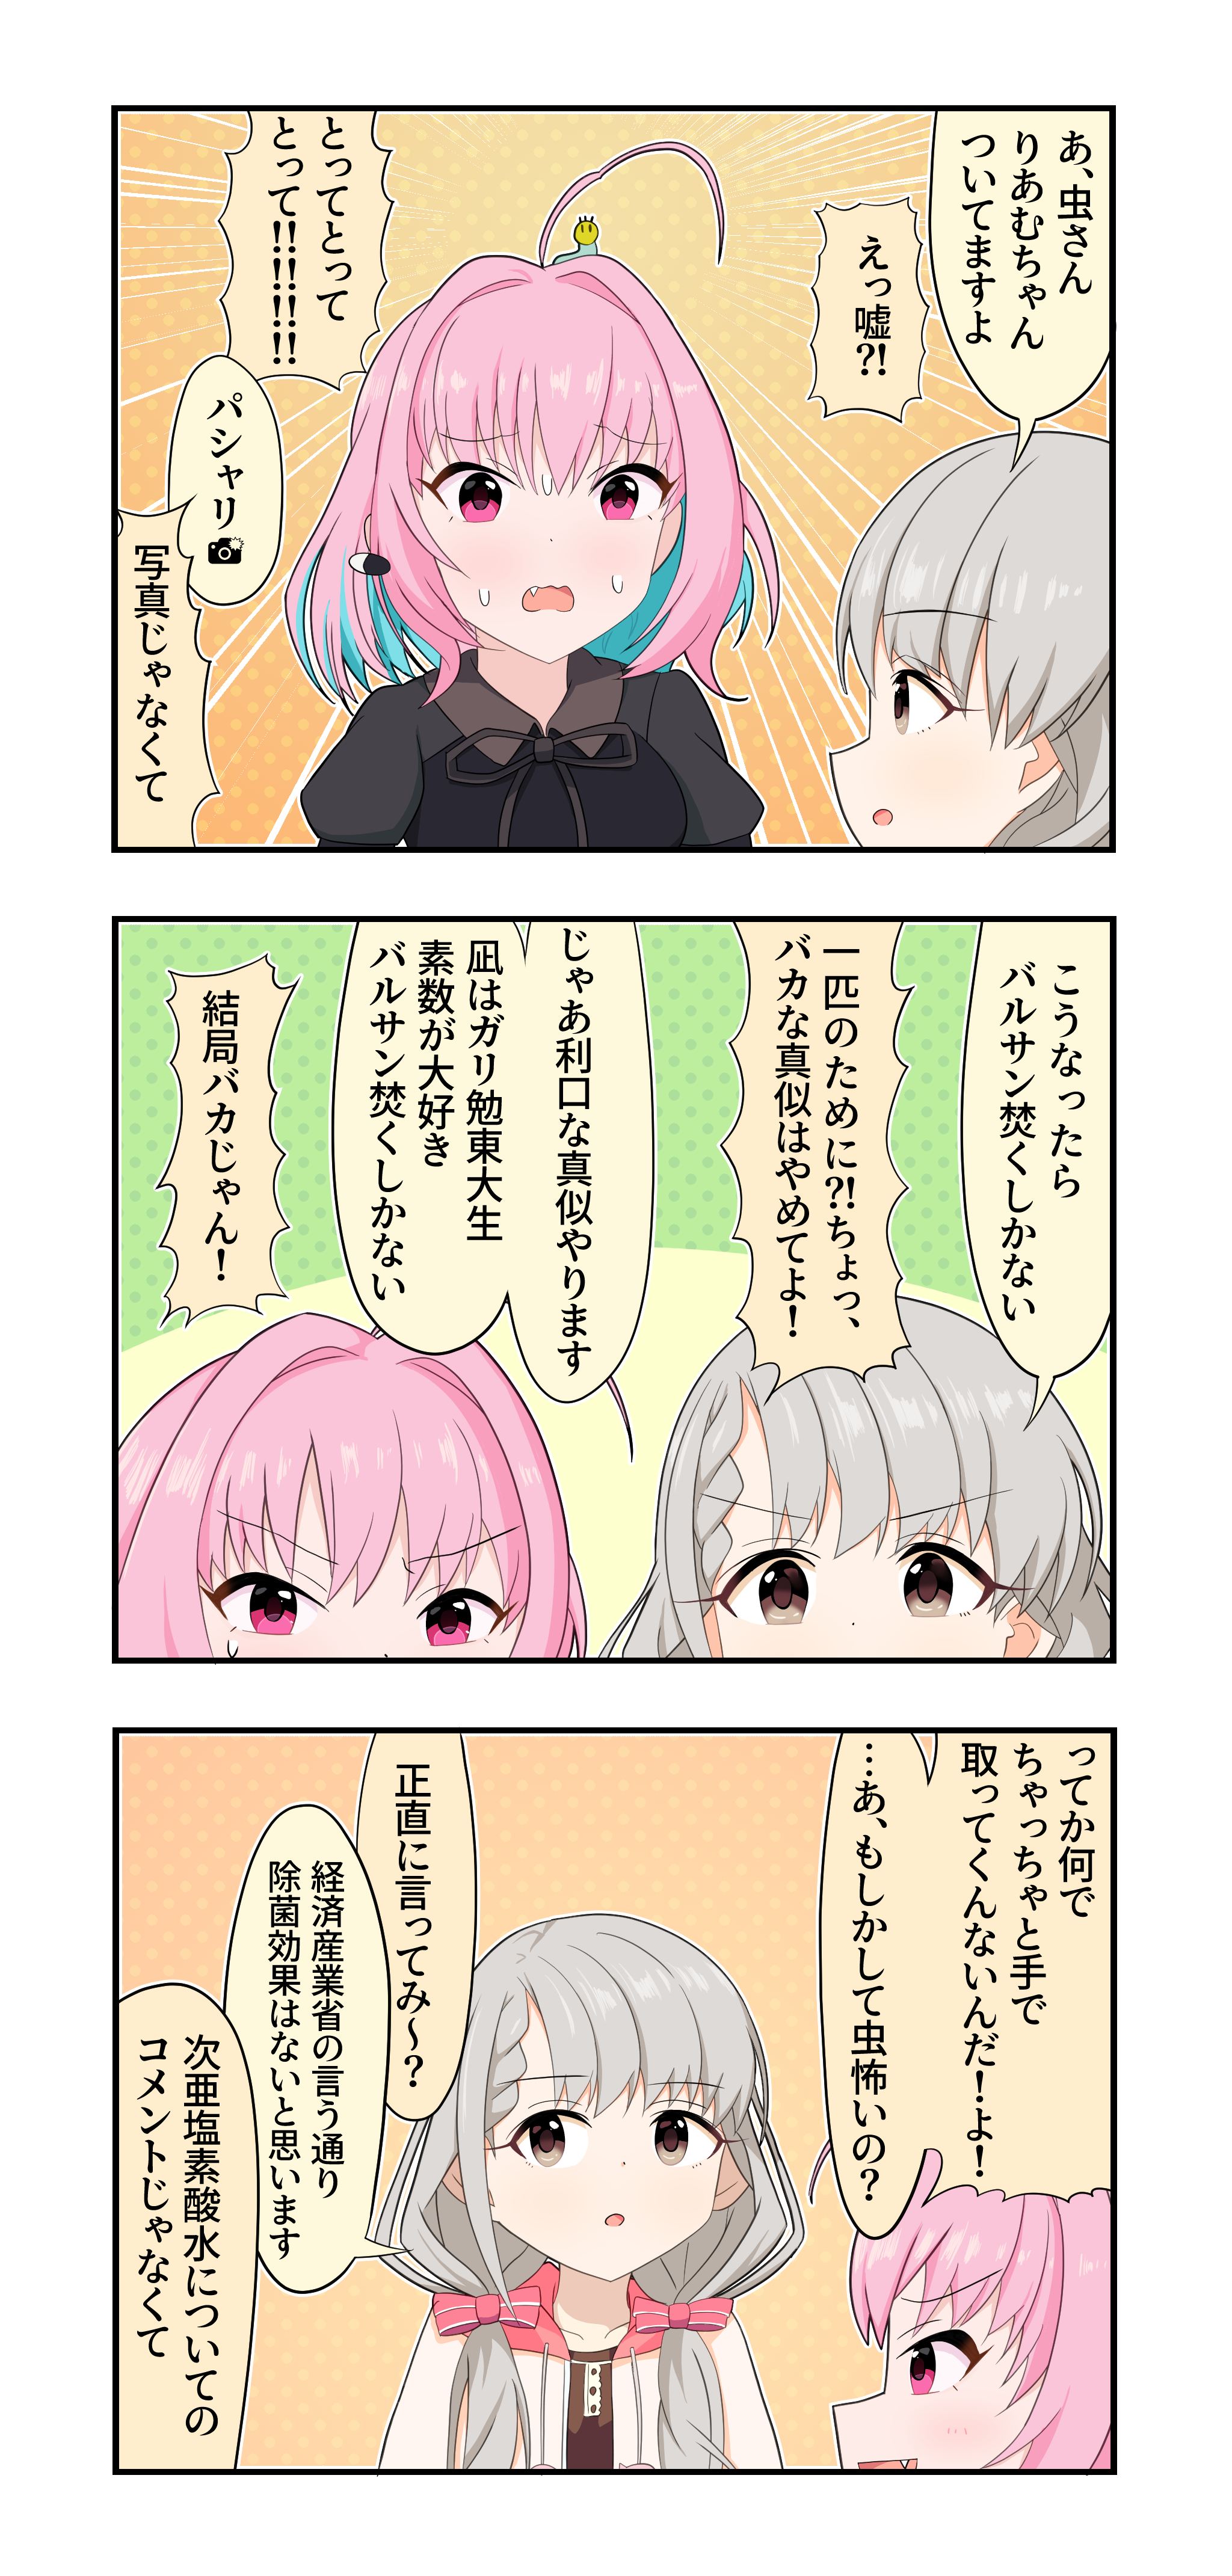 あ、虫さん
りあむちゃん
ついてますよ
えっ嘘?!
とってとって
とって!!!!!!!!
パシャリ📷
写真じゃなくて
こうなったら
バルサン焚くしかない
一匹のために?!ちょっ、
バカな真似はやめてよ！
じゃあ利口な真似やります
凪はガリ勉東大生
素数が大好き
バルサン焚くしかない
結局バカじゃん！
ってか何で
ちゃっちゃと手で
取ってくんないんだ！よ！
…あ、もしかして虫怖いの？
正直に言ってみ〜？
経済産業省の言う通り
除菌効果はないと思います
次亜塩素酸水についての
コメントじゃなくて